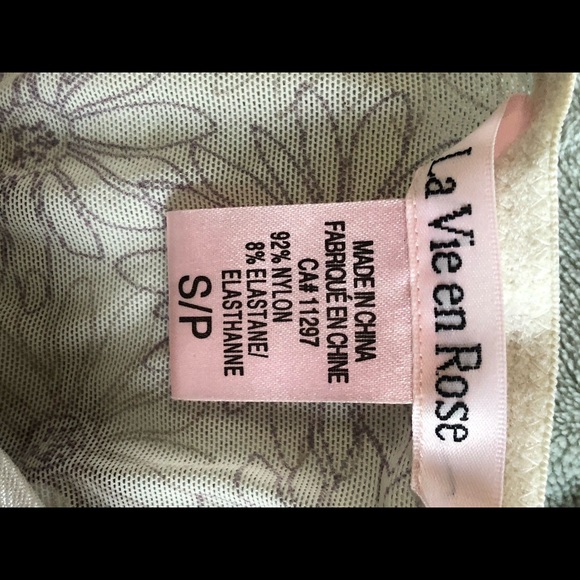 La Vie en Rose
MADE IN CHINA
FABRIQUÉ EN CHINE
CA# 11297
92% NYLON
8% ELASTANE/
ELASTHANNE
S/P